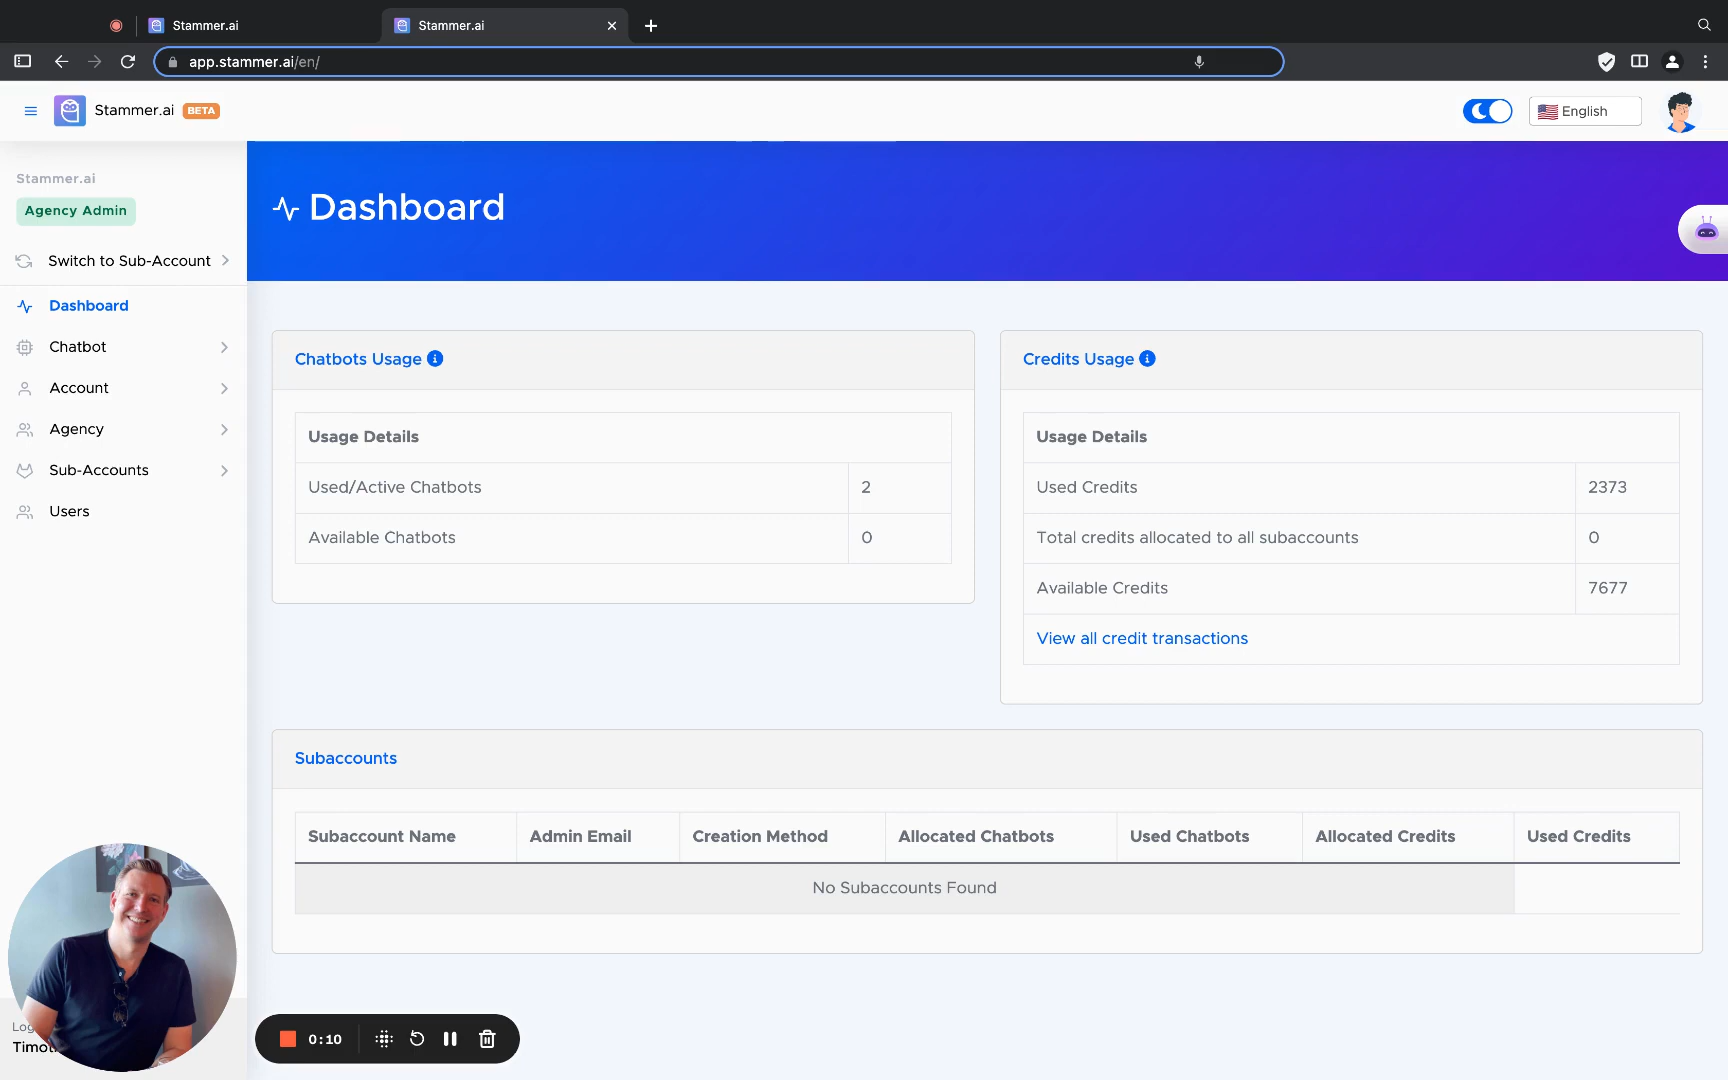 Stammer.ai
Stammer.ai
app.stammer.ai/en/
Stammer.ai BETA
English
Stammer.ai
Agency Admin
Switch to Sub-Account
Dashboard
Chatbot
Account
Agency
Sub-Accounts
Users
Dashboard
Chatbots Usage
Usage Details
Used/Active Chatbots 2
Available Chatbots 0
Credits Usage
Usage Details
Used Credits 2373
Total credits allocated to all subaccounts 0
Available Credits 7677
View all credit transactions
Subaccounts
Subaccount Name Admin Email Creation Method Allocated Chatbots Used Chatbots Allocated Credits Used Credits
No Subaccounts Found
0:10